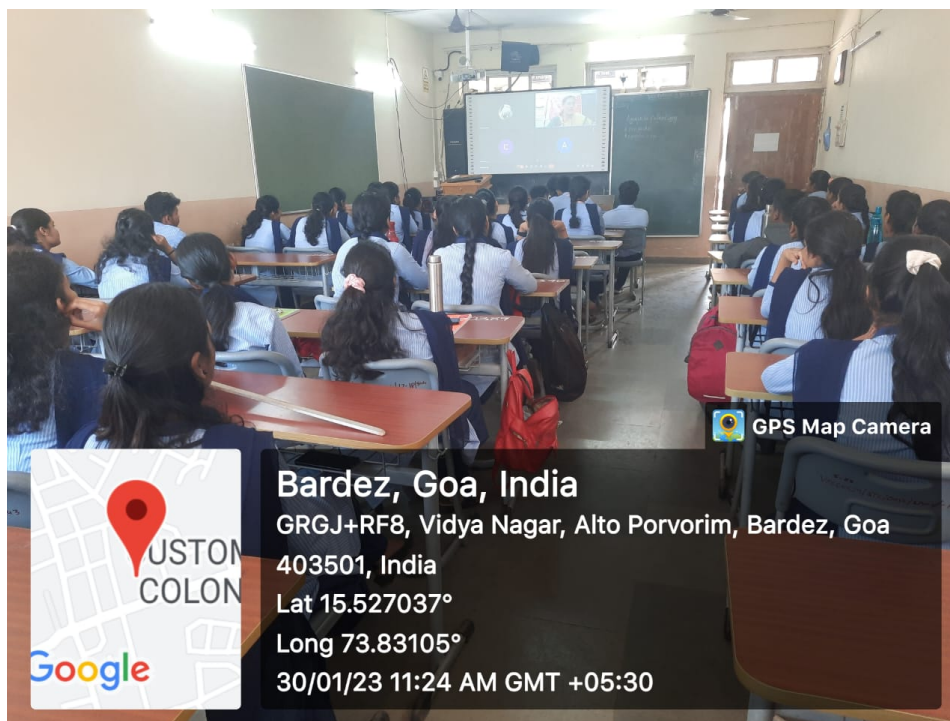 GPS Map Camera
USTOM
COLON
Google
Bardez, Goa, India
GRGJ+RF8, Vidya Nagar, Alto Porvorim, Bardez, Goa
403501, India
Lat 15.527037°
Long 73.83105°
30/01/23 11:24 AM GMT +05:30